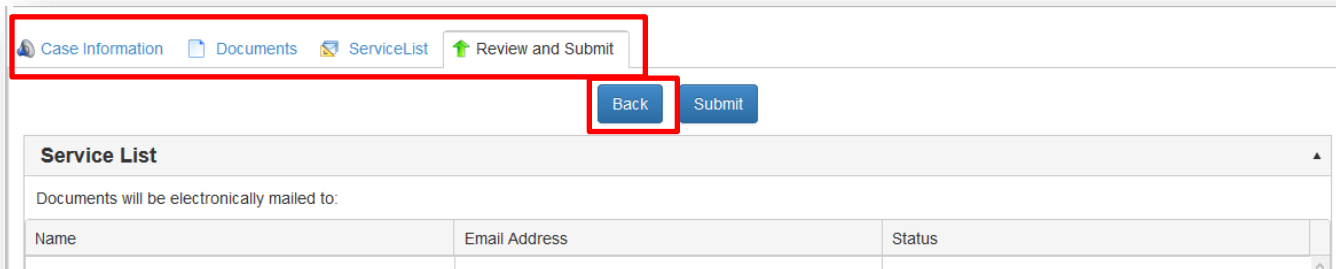 Case Information Documents ServiceList Review and Submit
Back Submit
Service List
Documents will be electronically mailed to:
Name Email Address Status